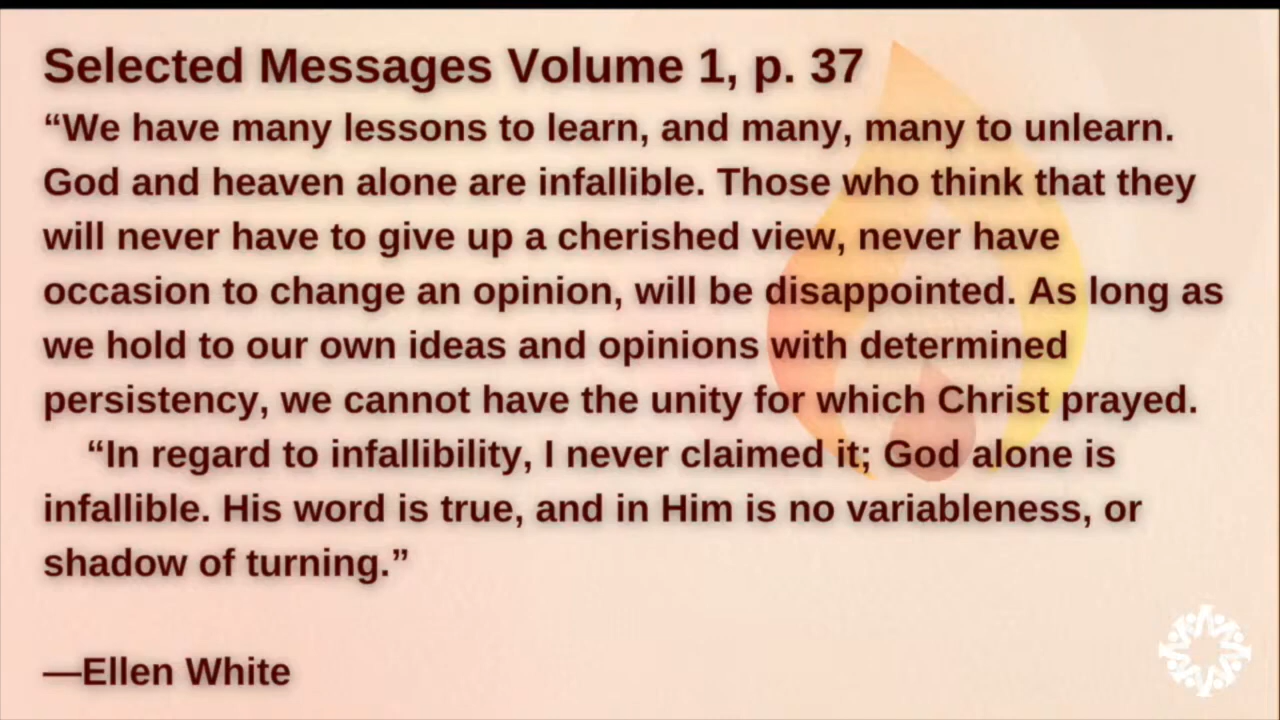 Selected Messages Volume 1, p. 37
“We have many lessons to learn, and many, many to unlearn.
God and heaven alone are infallible. Those who think that they
will never have to give up a cherished view, never have
occasion to change an opinion, will be disappointed. As long as
we hold to our own ideas and opinions with determined
persistency, we cannot have the unity for which Christ prayed.
“In regard to infallibility, I never claimed it; God alone is
infallible. His word is true, and in Him is no variableness, or
shadow of turning.”
—Ellen White